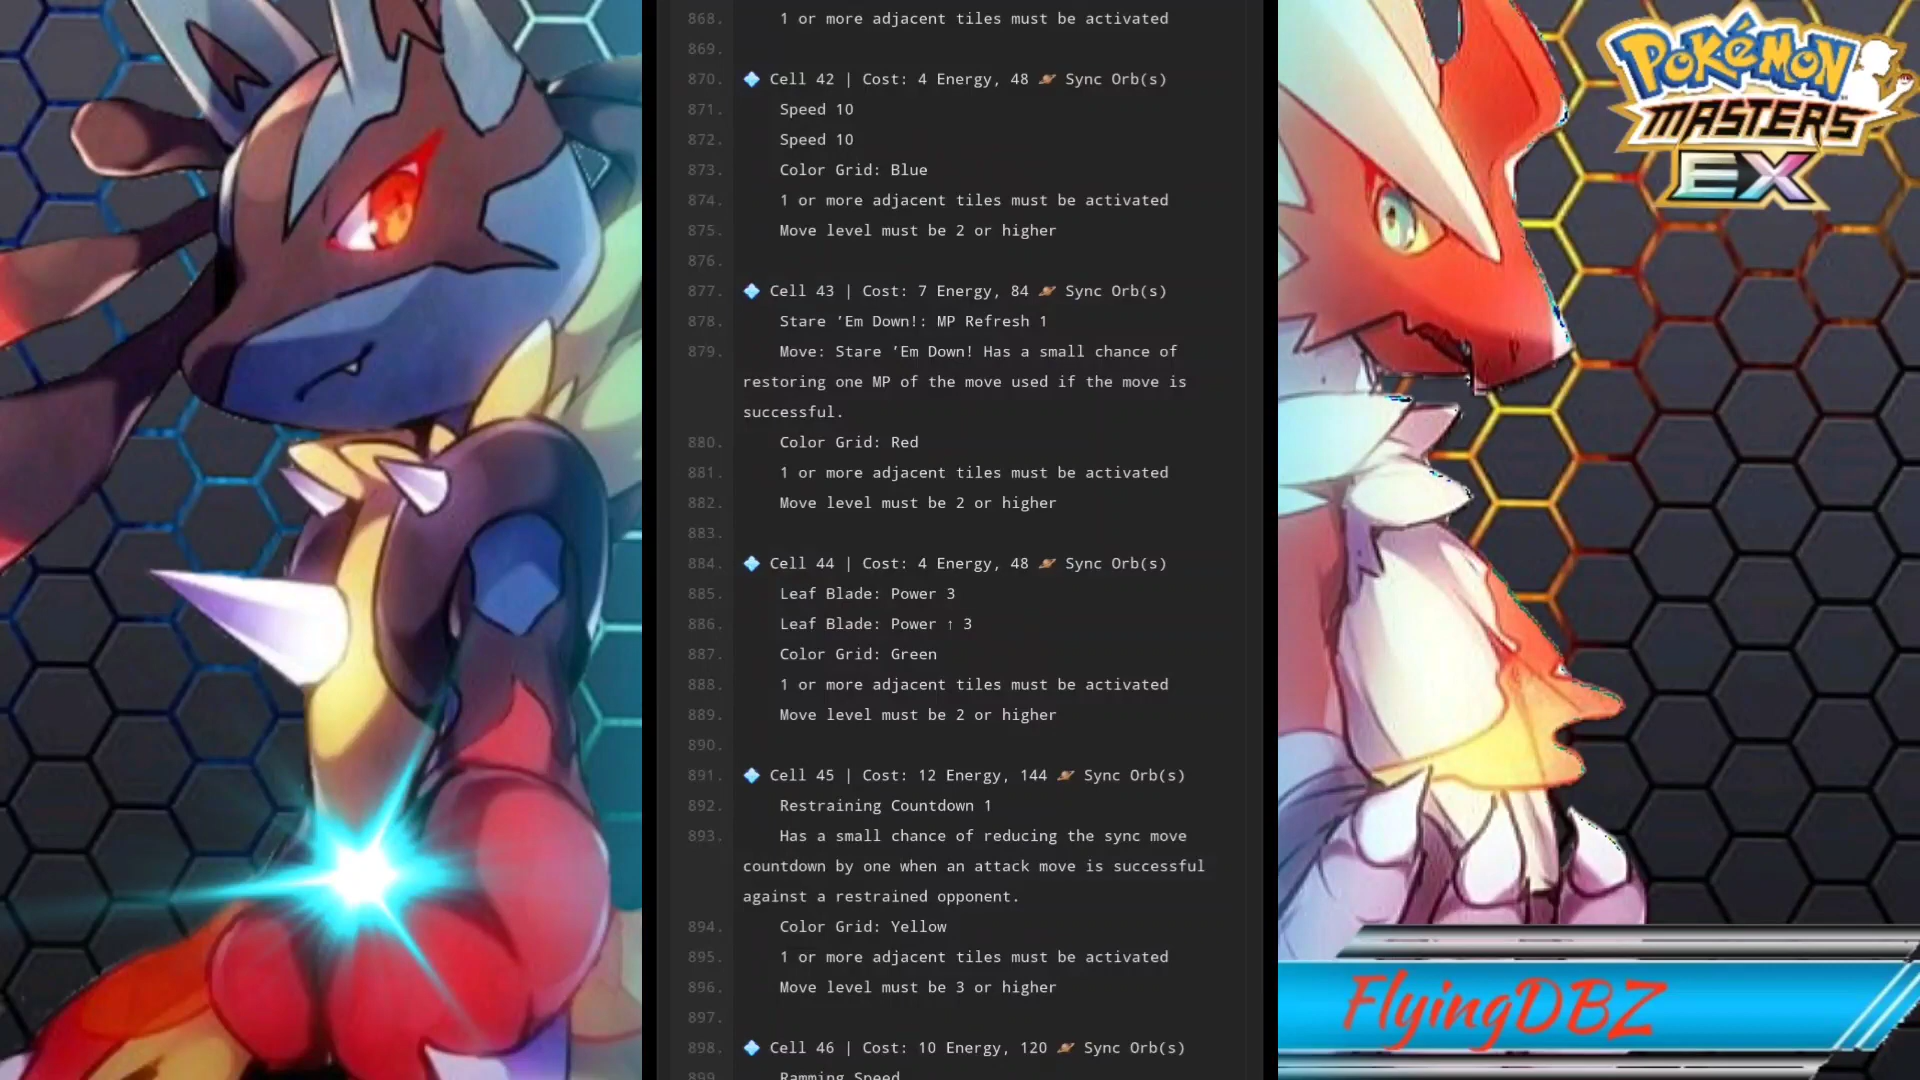 868. 1 or more adjacent tiles must be activated
869.
870. 🔷 Cell 42 | Cost: 4 Energy, 48 🪐 Sync Orb(s)
871. Speed 10
872. Speed 10
873. Color Grid: Blue
874. 1 or more adjacent tiles must be activated
875. Move level must be 2 or higher
876.
877. 🔷 Cell 43 | Cost: 7 Energy, 84 🪐 Sync Orb(s)
878. Stare ’Em Down!: MP Refresh 1
879. Move: Stare ’Em Down! Has a small chance of
restoring one MP of the move used if the move is
successful.
880. Color Grid: Red
881. 1 or more adjacent tiles must be activated
882. Move level must be 2 or higher
883.
884. 🔷 Cell 44 | Cost: 4 Energy, 48 🪐 Sync Orb(s)
885. Leaf Blade: Power 3
886. Leaf Blade: Power ↑ 3
887. Color Grid: Green
888. 1 or more adjacent tiles must be activated
889. Move level must be 2 or higher
890.
891. 🔷 Cell 45 | Cost: 12 Energy, 144 🪐 Sync Orb(s)
892. Restraining Countdown 1
893. Has a small chance of reducing the sync move
countdown by one when an attack move is successful
against a restrained opponent.
894. Color Grid: Yellow
895. 1 or more adjacent tiles must be activated
896. Move level must be 3 or higher
897.
898. 🔷 Cell 46 | Cost: 10 Energy, 120 🪐 Sync Orb(s)
899. Ramming Speed
POKéMON
MASTERS
EX
FlyingDBZ